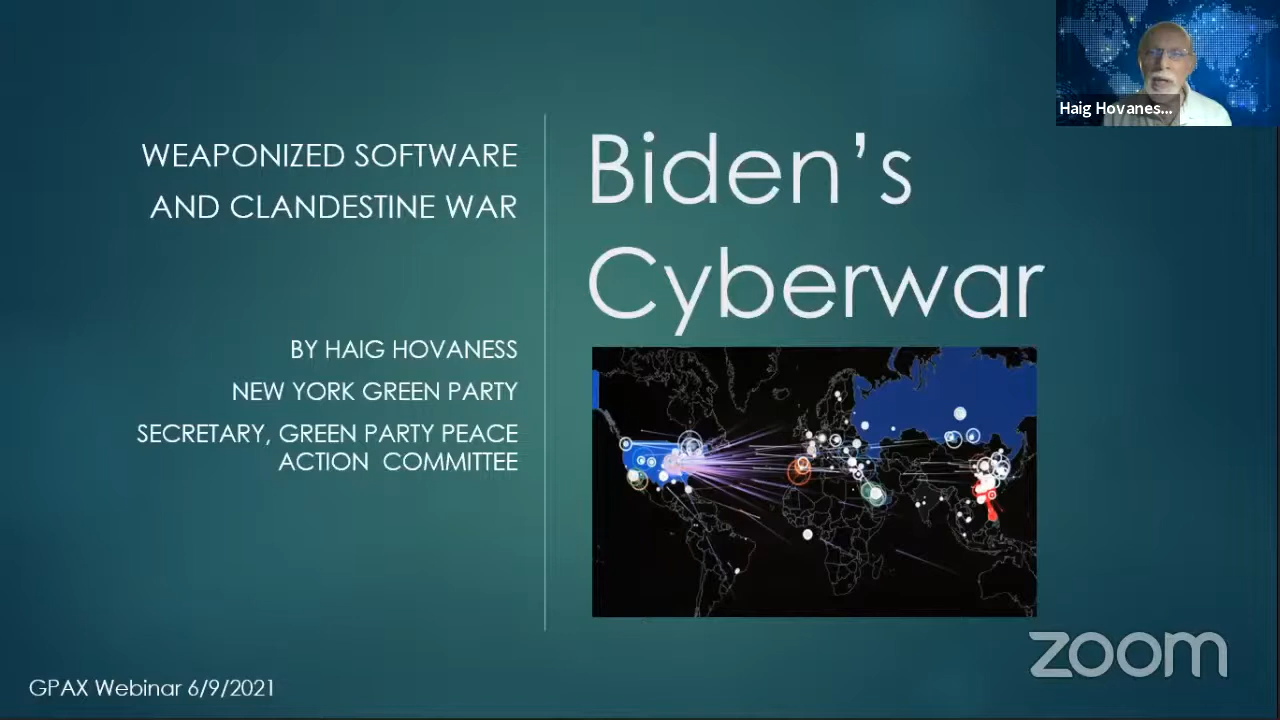 Haig Hovanes...
WEAPONIZED SOFTWARE
AND CLANDESTINE WAR
BY HAIG HOVANESS
NEW YORK GREEN PARTY
SECRETARY, GREEN PARTY PEACE
ACTION COMMITTEE
Biden's
Cyberwar
zoom
GPAX Webinar 6/9/2021